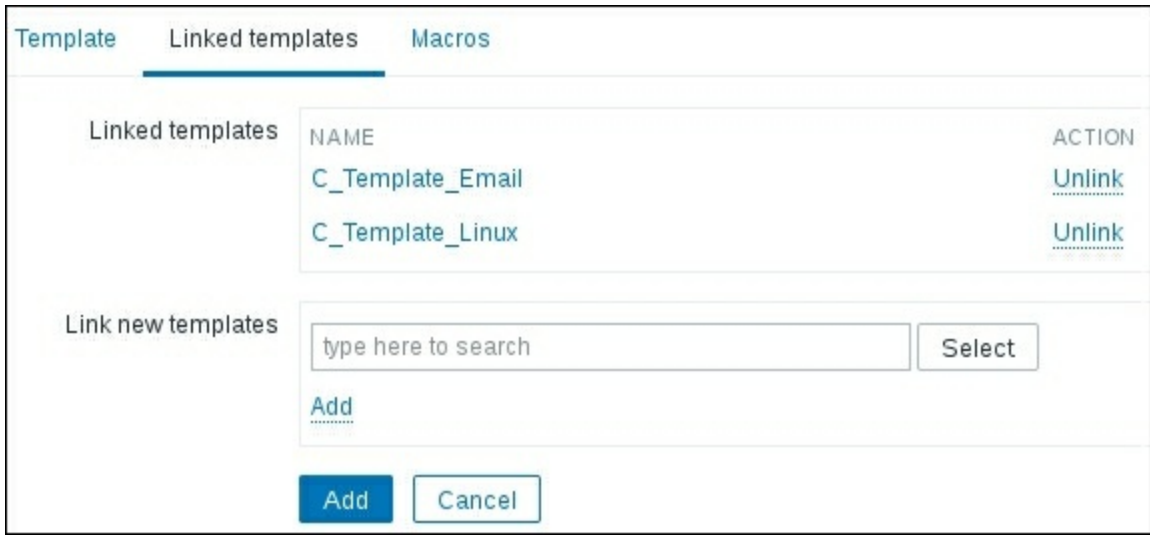 Template Linked templates Macros
Linked templates NAME ACTION
C_Template_Email Unlink
C_Template_Linux Unlink
Link new templates type here to search Select
Add
Add Cancel